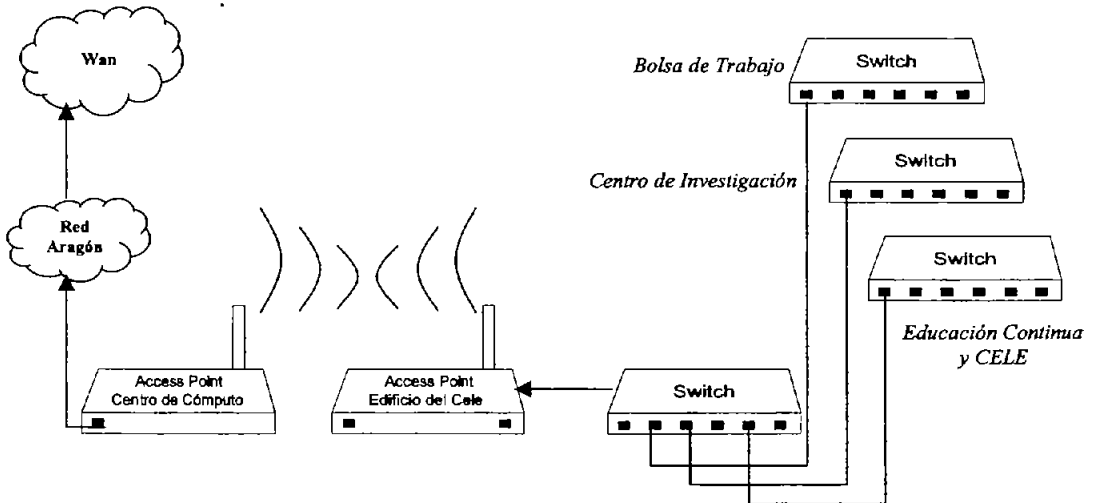 Wan
Bolsa de Trabajo
Switch
Centro de Investigación
Switch
Red
Aragón
Switch
Educación Continua
y CELE
Access Point
Centro de Cómputo
Access Point
Edificio del Cele
Switch